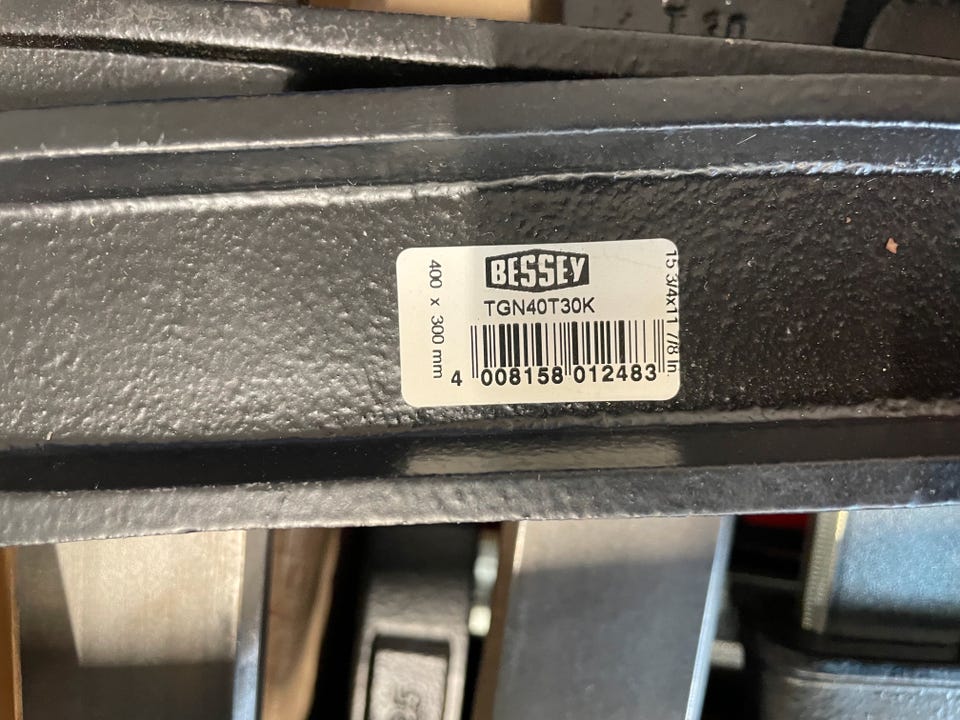 BESSEY
TGN40T30K
400 x 300 mm
15 3/4x11 7/8 In
4 008158 012483